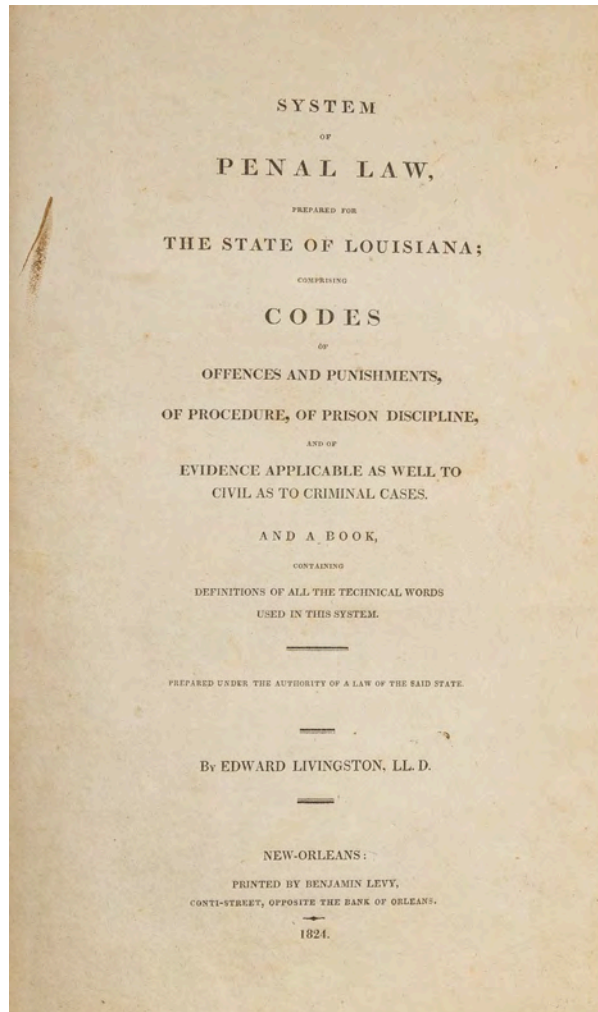 SYSTEM
OF
PENAL LAW,
PREPARED FOR
THE STATE OF LOUISIANA;
COMPRISING
CODES
OF
OFFENCES AND PUNISHMENTS,
OF PROCEDURE, OF PRISON DISCIPLINE,
AND OF
EVIDENCE APPLICABLE AS WELL TO
CIVIL AS TO CRIMINAL CASES.
AND A BOOK,
CONTAINING
DEFINITIONS OF ALL THE TECHNICAL WORDS
USED IN THIS SYSTEM.
PREPARED UNDER THE AUTHORITY OF A LAW OF THE SAID STATE.
By EDWARD LIVINGSTON, LL. D.
NEW-ORLEANS:
PRINTED BY BENJAMIN LEVY,
CONTI-STREET, OPPOSITE THE BANK OF ORLEANS.
1824.